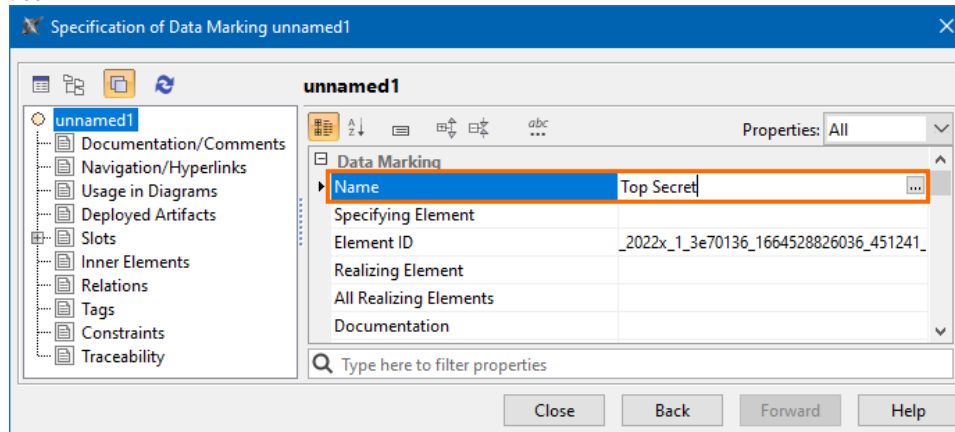 Specification of Data Marking unnamed1
unnamed1
unnamed1
Documentation/Comments
Navigation/Hyperlinks
Usage in Diagrams
Deployed Artifacts
Slots
Inner Elements
Relations
Tags
Constraints
Traceability
abc
Properties: All
Data Marking
Name Top Secret
Specifying Element
Element ID _2022x_1_3e70136_1664528826036_451241_
Realizing Element
All Realizing Elements
Documentation
Type here to filter properties
Close Back Forward Help